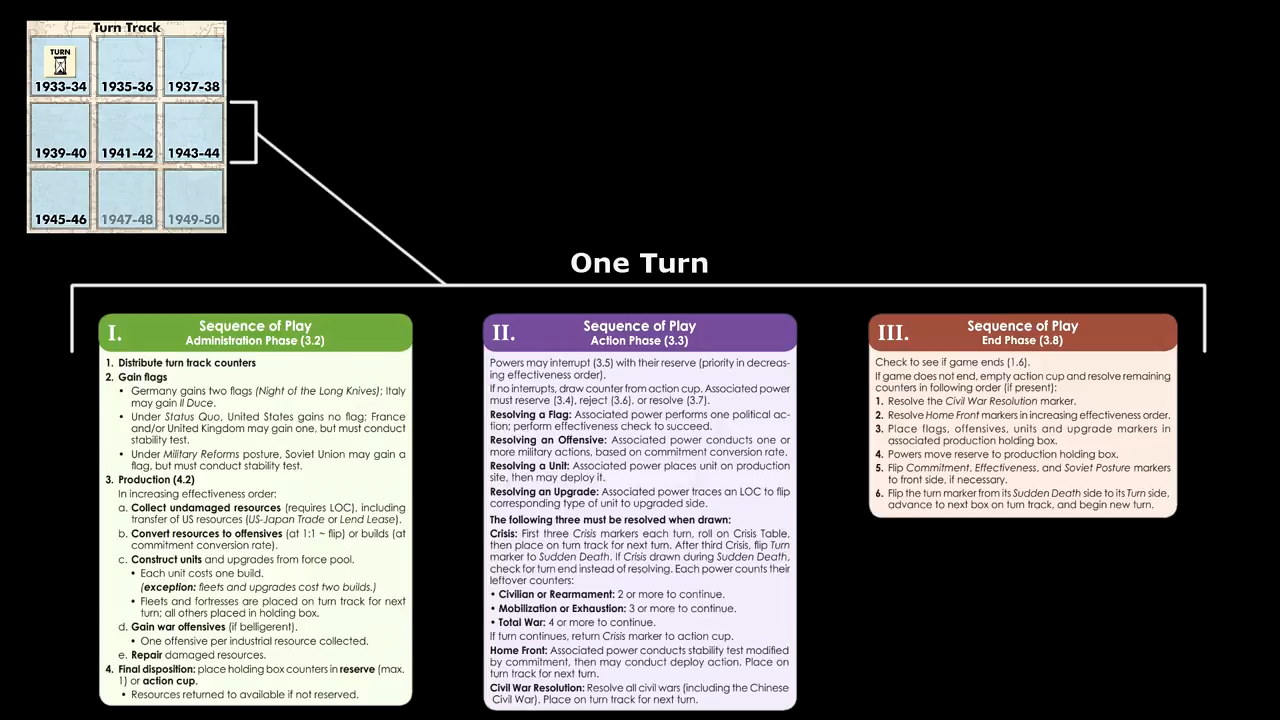 Turn Track
TURN
1933-34 1935-36 1937-38
1939-40 1941-42 1943-44
1945-46 1947-48 1949-50
One Turn
I. Sequence of Play
Administration Phase (3.2)
1. Distribute turn track counters
2. Gain flags
• Germany gains two flags (Night of the Long Knives); Italy
may gain Il Duce.
• Under Status Quo, United States gains no flag; France
and/or United Kingdom may gain one, but must conduct
stability test.
• Under Military Reforms posture, Soviet Union may gain a
flag, but must conduct stability test.
3. Production (4.2)
In increasing effectiveness order:
a. Collect undamaged resources (requires LOC), including
transfer of US resources (US-Japan Trade or Lend Lease).
b. Convert resources to offensives (at 1:1 ~ flip) or builds (at
commitment conversion rate).
c. Construct units and upgrades from force pool.
• Each unit costs one build.
(exception: fleets and upgrades cost two builds.)
• Fleets and fortresses are placed on turn track for next
turn; all others placed in holding box.
d. Gain war offensives (if belligerent).
• One offensive per industrial resource collected.
e. Repair damaged resources.
4. Final disposition: place holding box counters in reserve (max.
1) or action cup.
• Resources returned to available if not reserved.
II. Sequence of Play
Action Phase (3.3)
Powers may interrupt (3.5) with their reserve (priority in decreas-
ing effectiveness order).
If no interrupts, draw counter from action cup. Associated power
must reserve (3.4), reject (3.6), or resolve (3.7).
Resolving a Flag: Associated power performs one political ac-
tion; perform effectiveness check to succeed.
Resolving an Offensive: Associated power conducts one or
more military actions, based on commitment conversion rate.
Resolving a Unit: Associated power places unit on production
site, then may deploy it.
Resolving an Upgrade: Associated power traces an LOC to flip
corresponding type of unit to upgraded side.
The following three must be resolved when drawn:
Crisis: First three Crisis markers each turn, roll on Crisis Table,
then place on turn track for next turn. After third Crisis, flip Turn
marker to Sudden Death. If Crisis drawn during Sudden Death,
check for turn end instead of resolving. Each power counts their
leftover counters:
• Civilian or Rearmament: 2 or more to continue.
• Mobilization or Exhaustion: 3 or more to continue.
• Total War: 4 or more to continue.
If turn continues, return Crisis marker to action cup.
Home Front: Associated power conducts stability test modified
by commitment, then may conduct deploy action. Place on
turn track for next turn.
Civil War Resolution: Resolve all civil wars (including the Chinese
Civil War). Place on turn track for next turn.
III. Sequence of Play
End Phase (3.8)
Check to see if game ends (1.6).
If game does not end, empty action cup and resolve remaining
counters in following order (if present):
1. Resolve the Civil War Resolution marker.
2. Resolve Home Front markers in increasing effectiveness order.
3. Place flags, offensives, units and upgrade markers in
associated production holding box.
4. Powers move reserve to production holding box.
5. Flip Commitment, Effectiveness, and Soviet Posture markers
to front side, if necessary.
6. Flip the turn marker from its Sudden Death side to its Turn side,
advance to next box on turn track, and begin new turn.